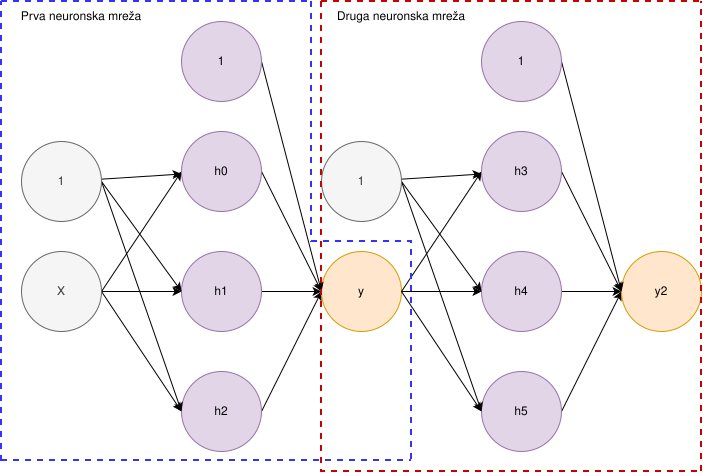 Prva neuronska mreža
Druga neuronska mreža
1
1
h0
h3
1
1
X
h1
y
h4
y2
h2
h5